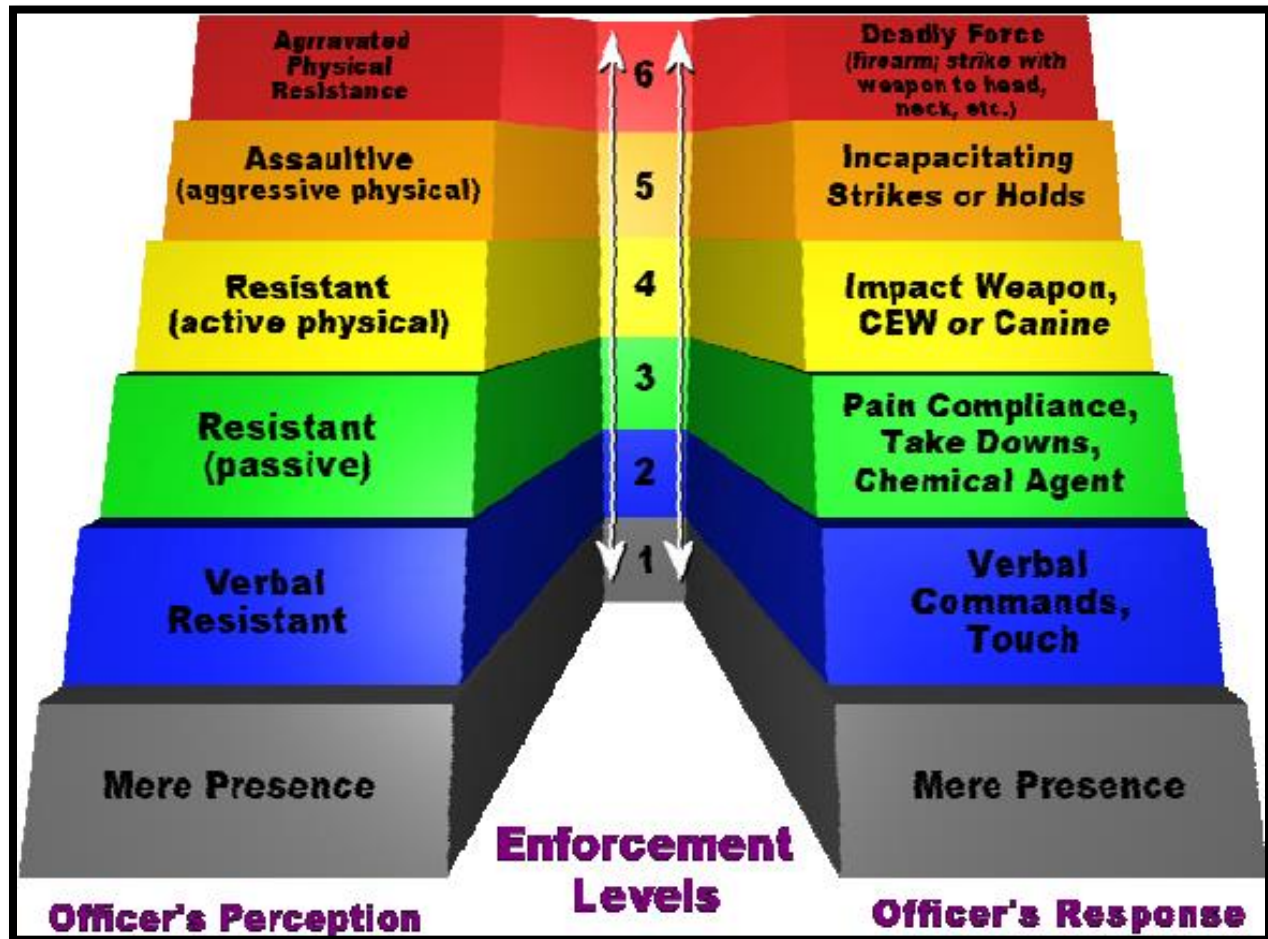 Agrravated
Physical
Resistance
6
Deadly Force
(firearm; strike with
weapon to head,
neck, etc.)
Assaultive
(aggressive physical)
5
Incapacitating
Strikes or Holds
Resistant
(active physical)
4
Impact Weapon,
CEW or Canine
Resistant
(passive)
3
Pain Compliance,
Take Downs,
Chemical Agent
Verbal
Resistant
2
Verbal
Commands,
Touch
Mere Presence
1
Mere Presence
Officer's Perception
Enforcement
Levels
Officer's Response